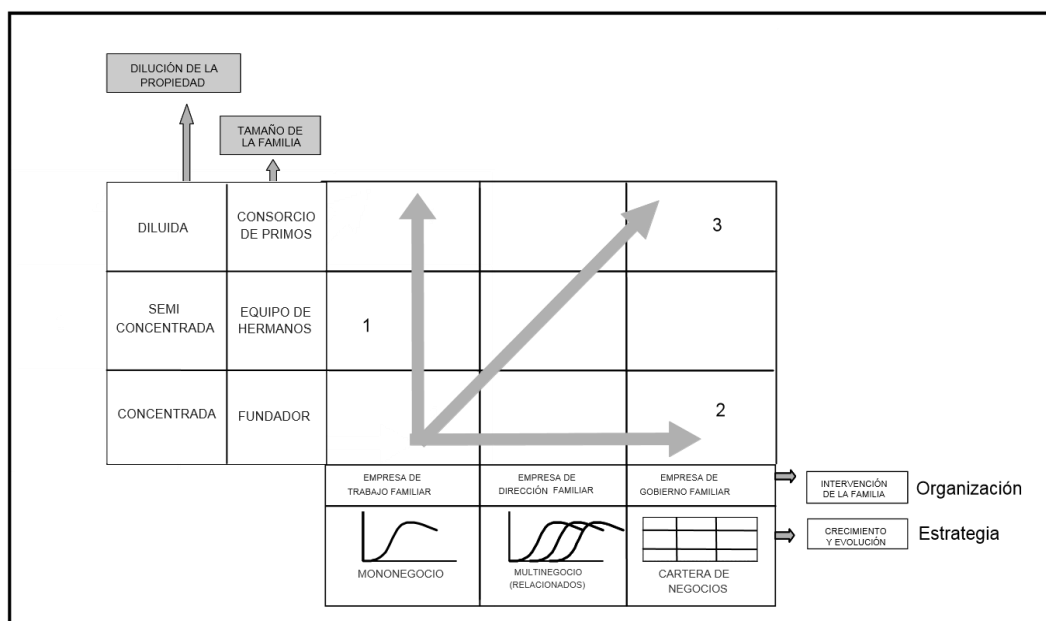 DILUCIÓN DE LA
PROPIEDAD
TAMAÑO DE
LA FAMILIA
DILUIDA
CONSORCIO
DE PRIMOS
3
SEMI
CONCENTRADA
EQUIPO DE
HERMANOS
1
CONCENTRADA
FUNDADOR
2
EMPRESA DE
TRABAJO FAMILIAR
EMPRESA DE
DIRECCIÓN FAMILIAR
EMPRESA DE
GOBIERNO FAMILIAR
INTERVENCIÓN
DE LA FAMILIA
Organización
MONONEGOCIO
MULTINEGOCIO
(RELACIONADOS)
CARTERA DE
NEGOCIOS
CRECIMIENTO
Y EVOLUCIÓN
Estrategia